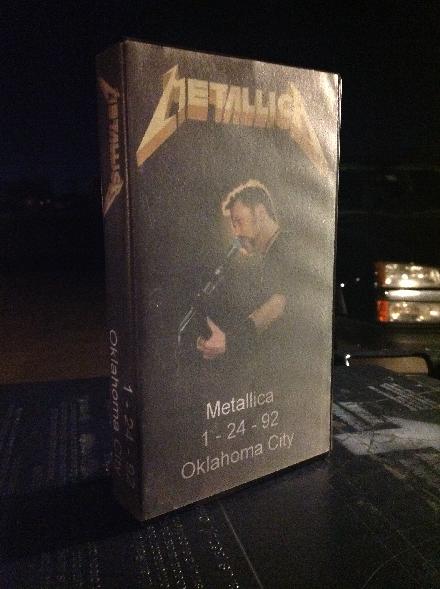 METALLICA
METALLICA
Metallica
1 - 24 - 92
Oklahoma City
1 - 24 - 92
Oklahoma City